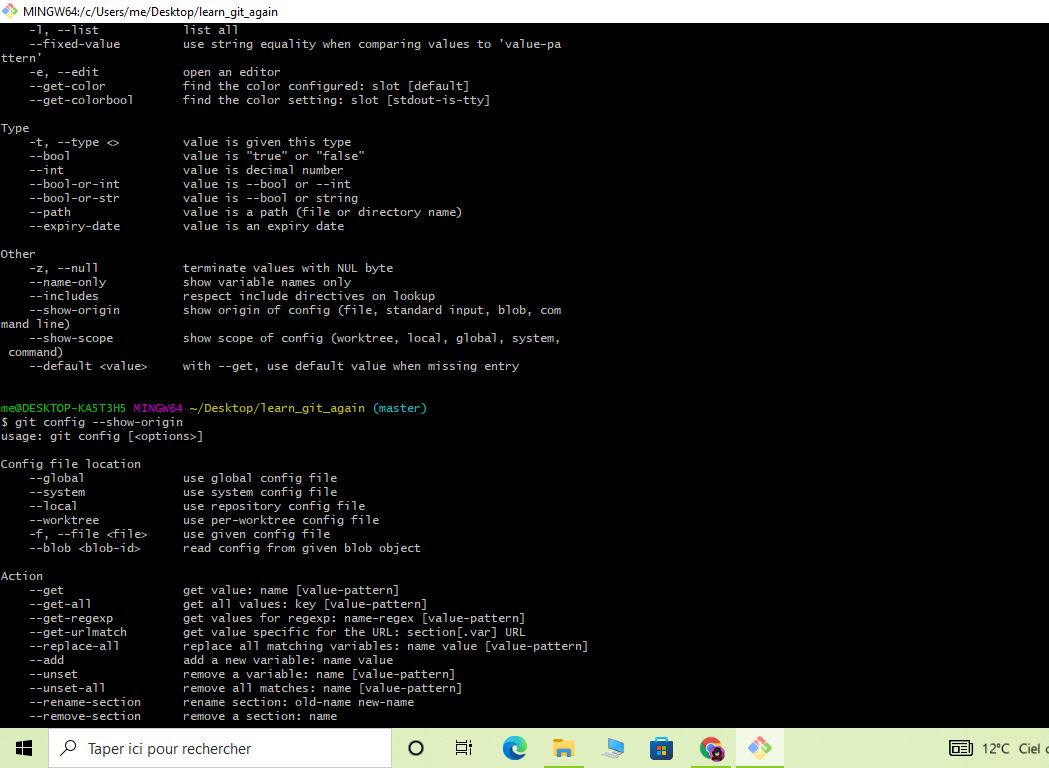 MINGW64:/c/Users/me/Desktop/learn_git_again
-l, --list list all
--fixed-value use string equality when comparing values to 'value-pa
ttern'
-e, --edit open an editor
--get-color find the color configured: slot [default]
--get-colorbool find the color setting: slot [stdout-is-tty]
Type
-t, --type <> value is given this type
--bool value is "true" or "false"
--int value is decimal number
--bool-or-int value is --bool or --int
--bool-or-str value is --bool or string
--path value is a path (file or directory name)
--expiry-date value is an expiry date
Other
-z, --null terminate values with NUL byte
--name-only show variable names only
--includes respect include directives on lookup
--show-origin show origin of config (file, standard input, blob, com
mand line)
--show-scope show scope of config (worktree, local, global, system,
command)
--default <value> with --get, use default value when missing entry
me@DESKTOP-KA5T3H5 MINGW64 ~/Desktop/learn_git_again (master)
$ git config --show-origin
usage: git config [<options>]
Config file location
--global use global config file
--system use system config file
--local use repository config file
--worktree use per-worktree config file
-f, --file <file> use given config file
--blob <blob-id> read config from given blob object
Action
--get get value: name [value-pattern]
--get-all get all values: key [value-pattern]
--get-regexp get values for regexp: name-regex [value-pattern]
--get-urlmatch get value specific for the URL: section[.var] URL
--replace-all replace all matching variables: name value [value-pattern]
--add add a new variable: name value
--unset remove a variable: name [value-pattern]
--unset-all remove all matches: name [value-pattern]
--rename-section rename section: old-name new-name
--remove-section remove a section: name
Taper ici pour rechercher
12°C Ciel